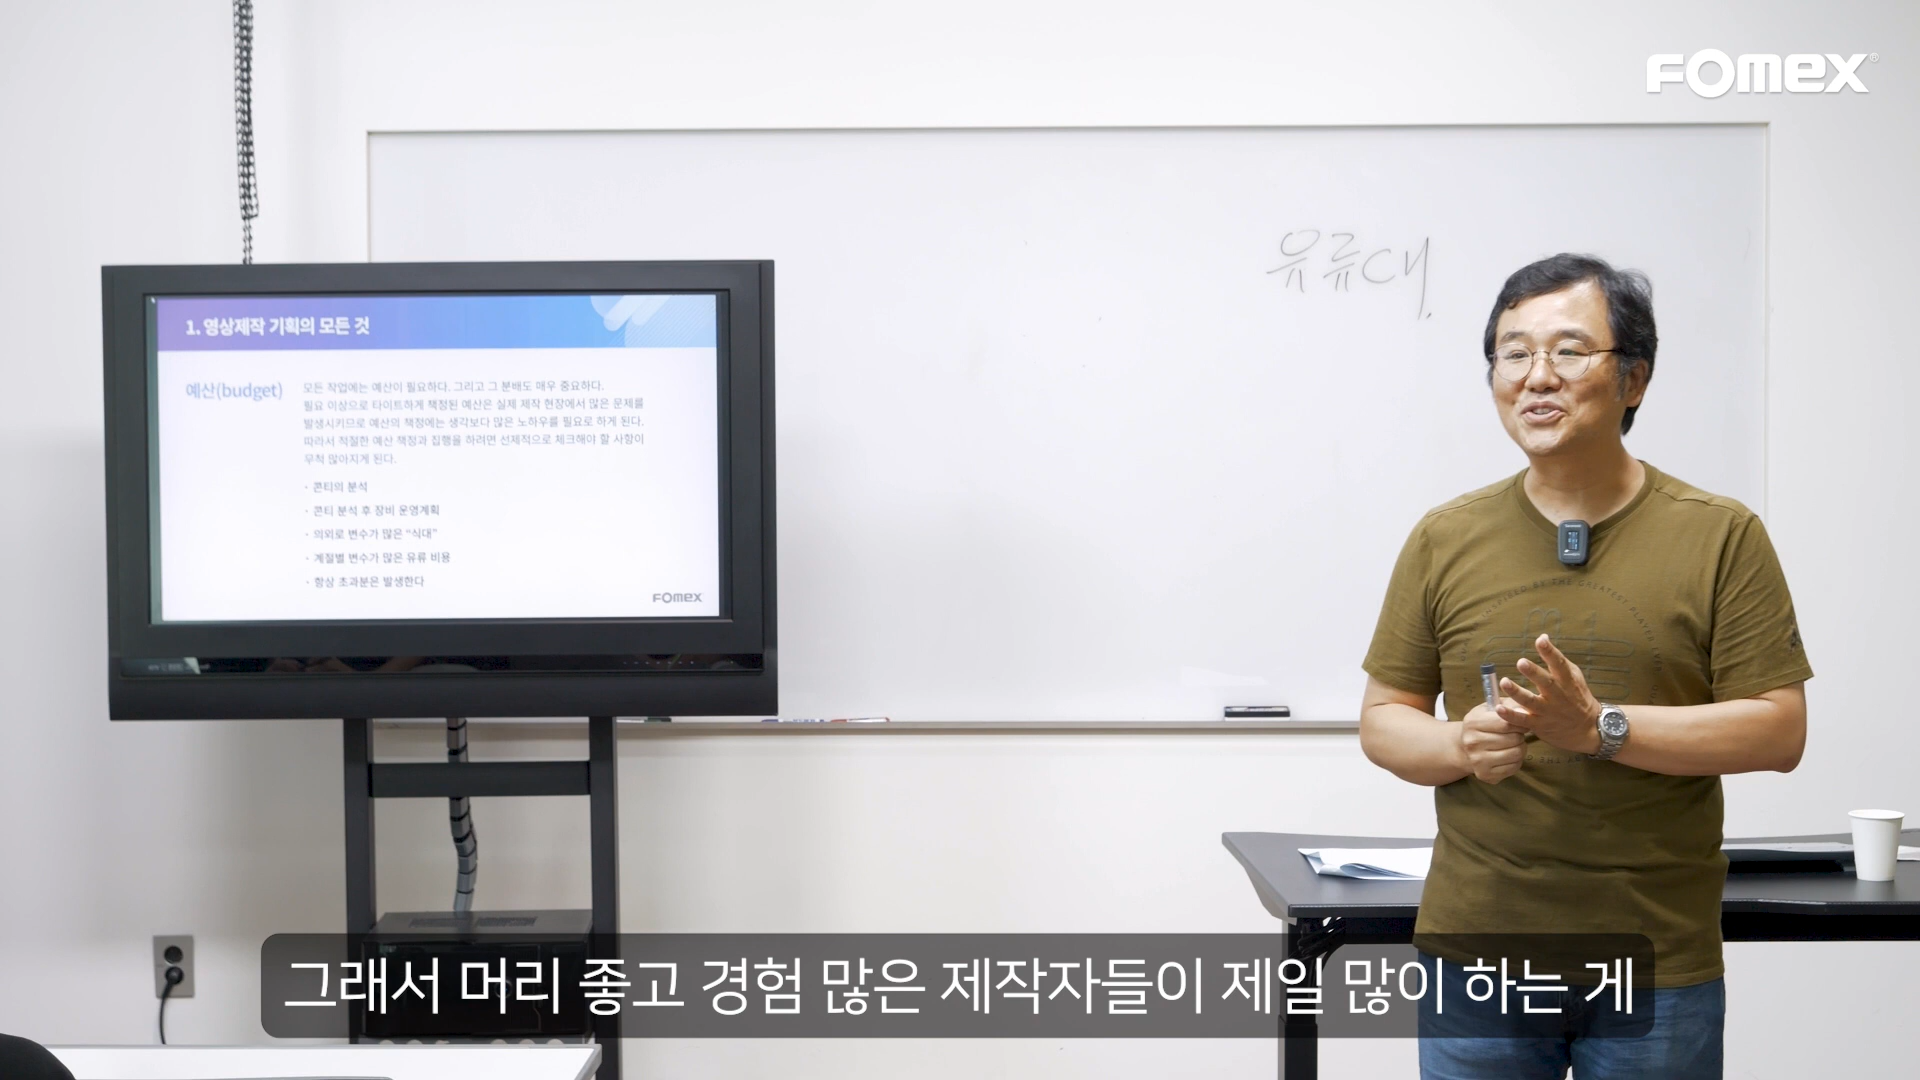 FOMEX®
유류대.
1. 영상제작 기획의 모든 것
예산(budget)
모든 작업에는 예산이 필요하다. 그리고 그 분배도 매우 중요하다.
필요 이상으로 타이트하게 책정된 예산은 실제 제작 현장에서 많은 문제를
발생시키므로 예산의 책정에는 생각보다 많은 노하우를 필요로 하게 된다.
따라서 적절한 예산 책정과 집행을 하려면 선제적으로 체크해야 할 사항이
무척 많아지게 된다.
· 콘티의 분석
· 콘티 분석 후 장비 운영계획
· 의외로 변수가 많은 “식대”
· 계절별 변수가 많은 유류 비용
· 항상 초과분은 발생한다
FOMEX
INSPIRED BY THE GREATEST PLAYER
그래서 머리 좋고 경험 많은 제작자들이 제일 많이 하는 게